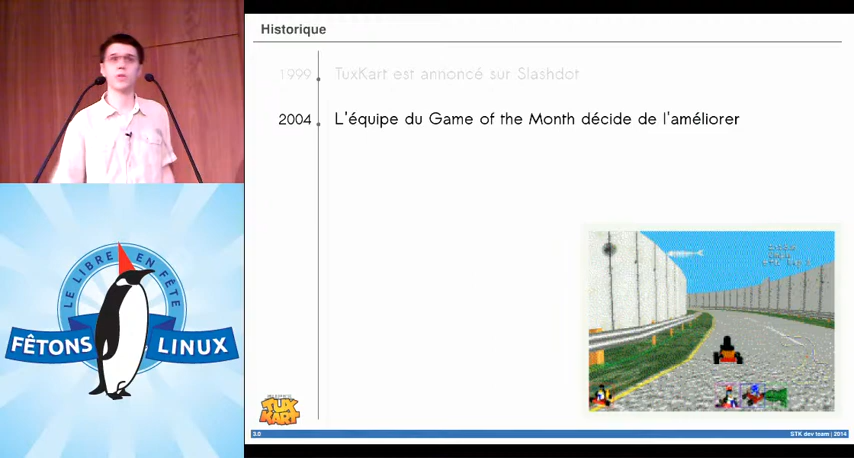 Historique
1999
TuxKart est annoncé sur Slashdot
2004
L'équipe du Game of the Month décide de l'améliorer
LE LIBRE EN FÊTE
FÊTONS LINUX
TUX
KART
3.0
STK dev team | 2014